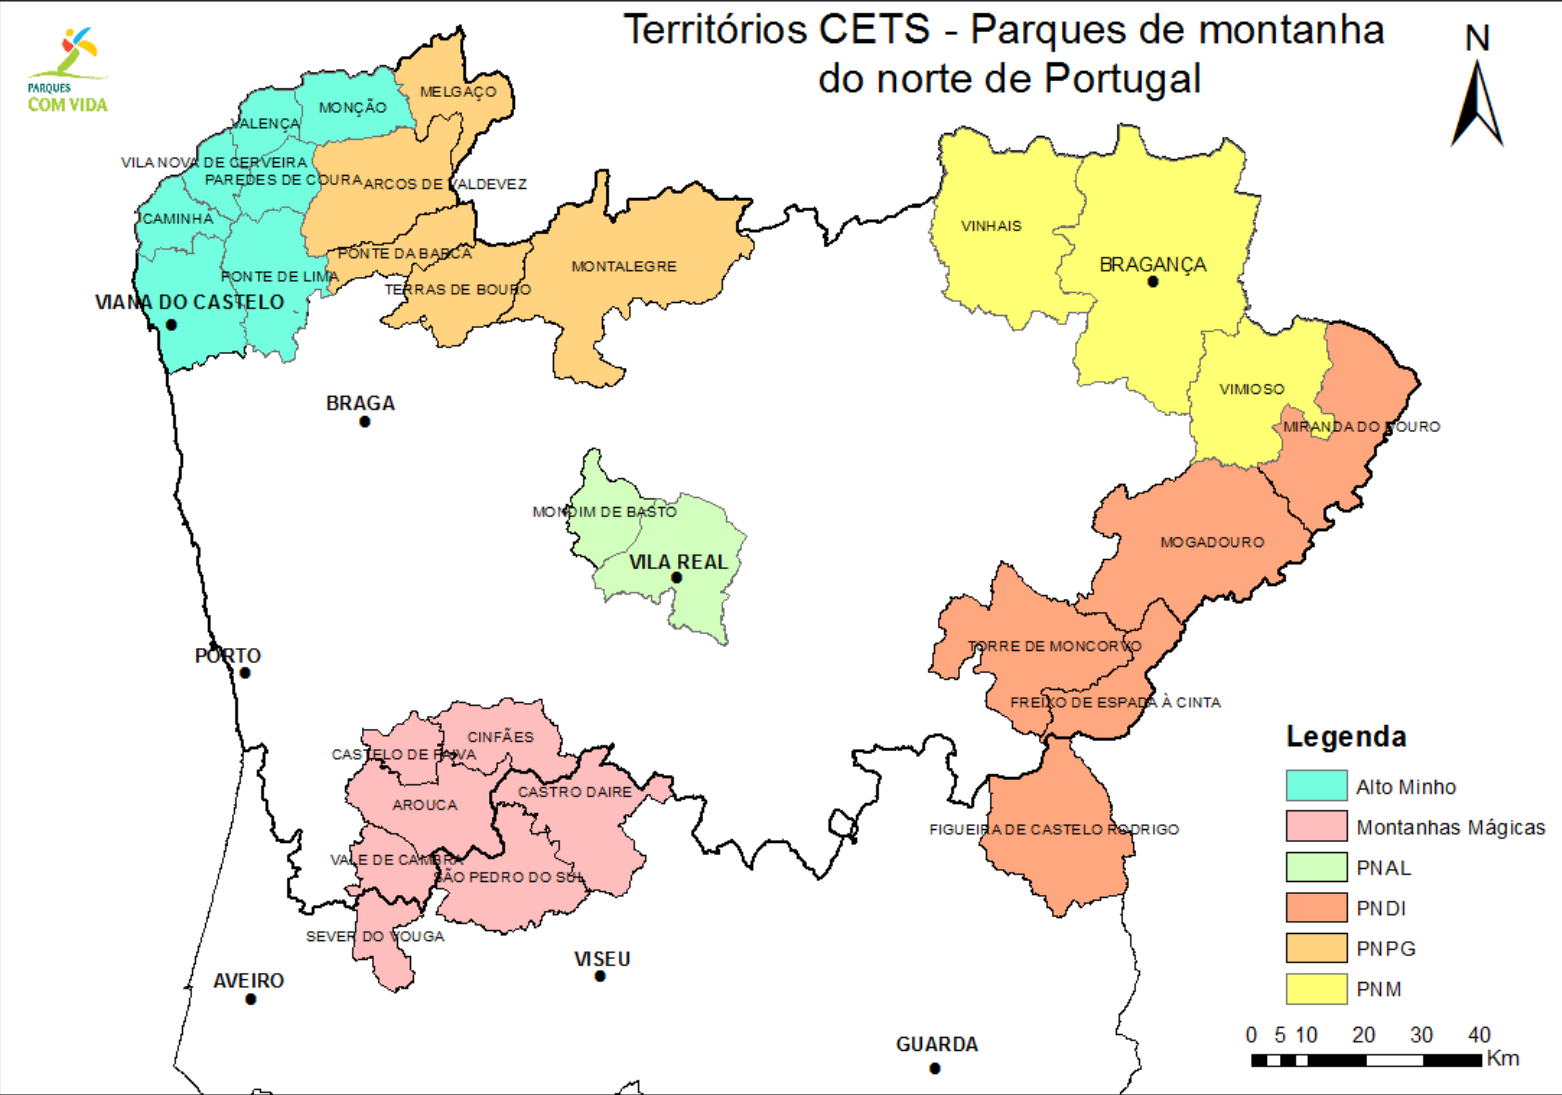 Territórios CETS - Parques de montanha
do norte de Portugal
N
PARQUES
COM VIDA
MELGAÇO
MONÇÃO
VALENÇA
VILA NOVA DE CERVEIRA
PAREDES DE COURA
ARCOS DE VALDEVEZ
CAMINHA
PONTE DA BARCA
PONTE DE LIMA
TERRAS DE BOURO
MONTALEGRE
VIANA DO CASTELO
VINHAIS
BRAGANÇA
VIMIOSO
MIRANDA DO DOURO
BRAGA
MONDIM DE BASTO
VILA REAL
MOGADOURO
TORRE DE MONCORVO
FREIXO DE ESPADA À CINTA
PORTO
CINFÃES
CASTELO DE PAIVA
AROUCA
CASTRO DAIRE
VALE DE CAMBRA
SÃO PEDRO DO SUL
SEVER DO VOUGA
FIGUEIRA DE CASTELO RODRIGO
AVEIRO
VISEU
GUARDA
Legenda
Alto Minho
Montanhas Mágicas
PNAL
PNDI
PNPG
PNM
0 5 10 20 30 40
Km